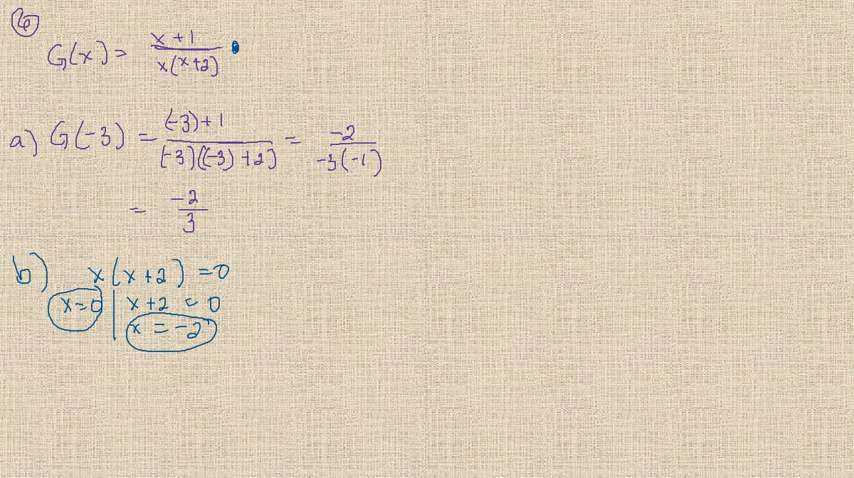 6
G(x) = x+1 / x(x+2)
a) G(-3) = (-3)+1 / (-3)((-3)+2) = -2 / -3(-1)
= -2/3
b) x(x+2) = 0
x=0 | x+2 = 0
x = -2